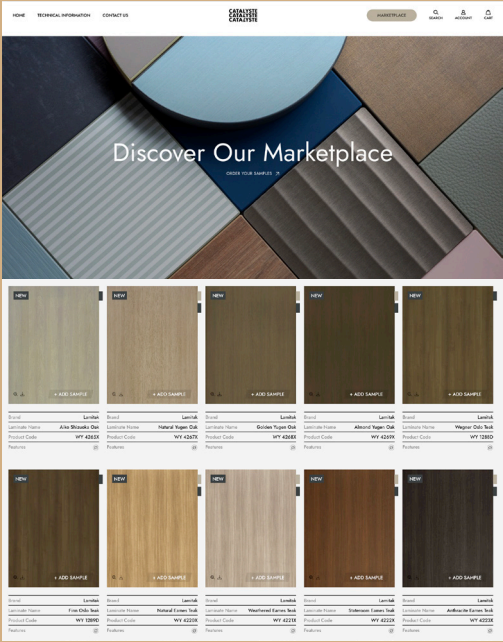 HOME TECHNICAL INFORMATION CONTACT US
CATALYSTE
CATALYSTE
CATALYSTE
MARKETPLACE SEARCH ACCOUNT CART
Discover Our Marketplace
ORDER YOUR SAMPLES
NEW NEW NEW NEW NEW
+ ADD SAMPLE + ADD SAMPLE + ADD SAMPLE + ADD SAMPLE + ADD SAMPLE
Brand Lamitak Brand Lamitak Brand Lamitak Brand Lamitak Brand Lamitak
Laminate Name Aiko Shizuoka Oak Laminate Name Natural Yugen Oak Laminate Name Golden Yugen Oak Laminate Name Almond Yugen Oak Laminate Name Wegner Oslo Teak
Product Code WY 4265X Product Code WY 4267X Product Code WY 4268X Product Code WY 4269X Product Code WY 1288D
Features Features Features Features Features
NEW NEW NEW NEW NEW
+ ADD SAMPLE + ADD SAMPLE + ADD SAMPLE + ADD SAMPLE + ADD SAMPLE
Brand Lamitak Brand Lamitak Brand Lamitak Brand Lamitak Brand Lamitak
Laminate Name Finn Oslo Teak Laminate Name Natural Eames Teak Laminate Name Weathered Eames Teak Laminate Name Statesman Eames Teak Laminate Name Anthracite Eames Teak
Product Code WY 1289D Product Code WY 4220X Product Code WY 4221X Product Code WY 4222X Product Code WY 4223X
Features Features Features Features Features